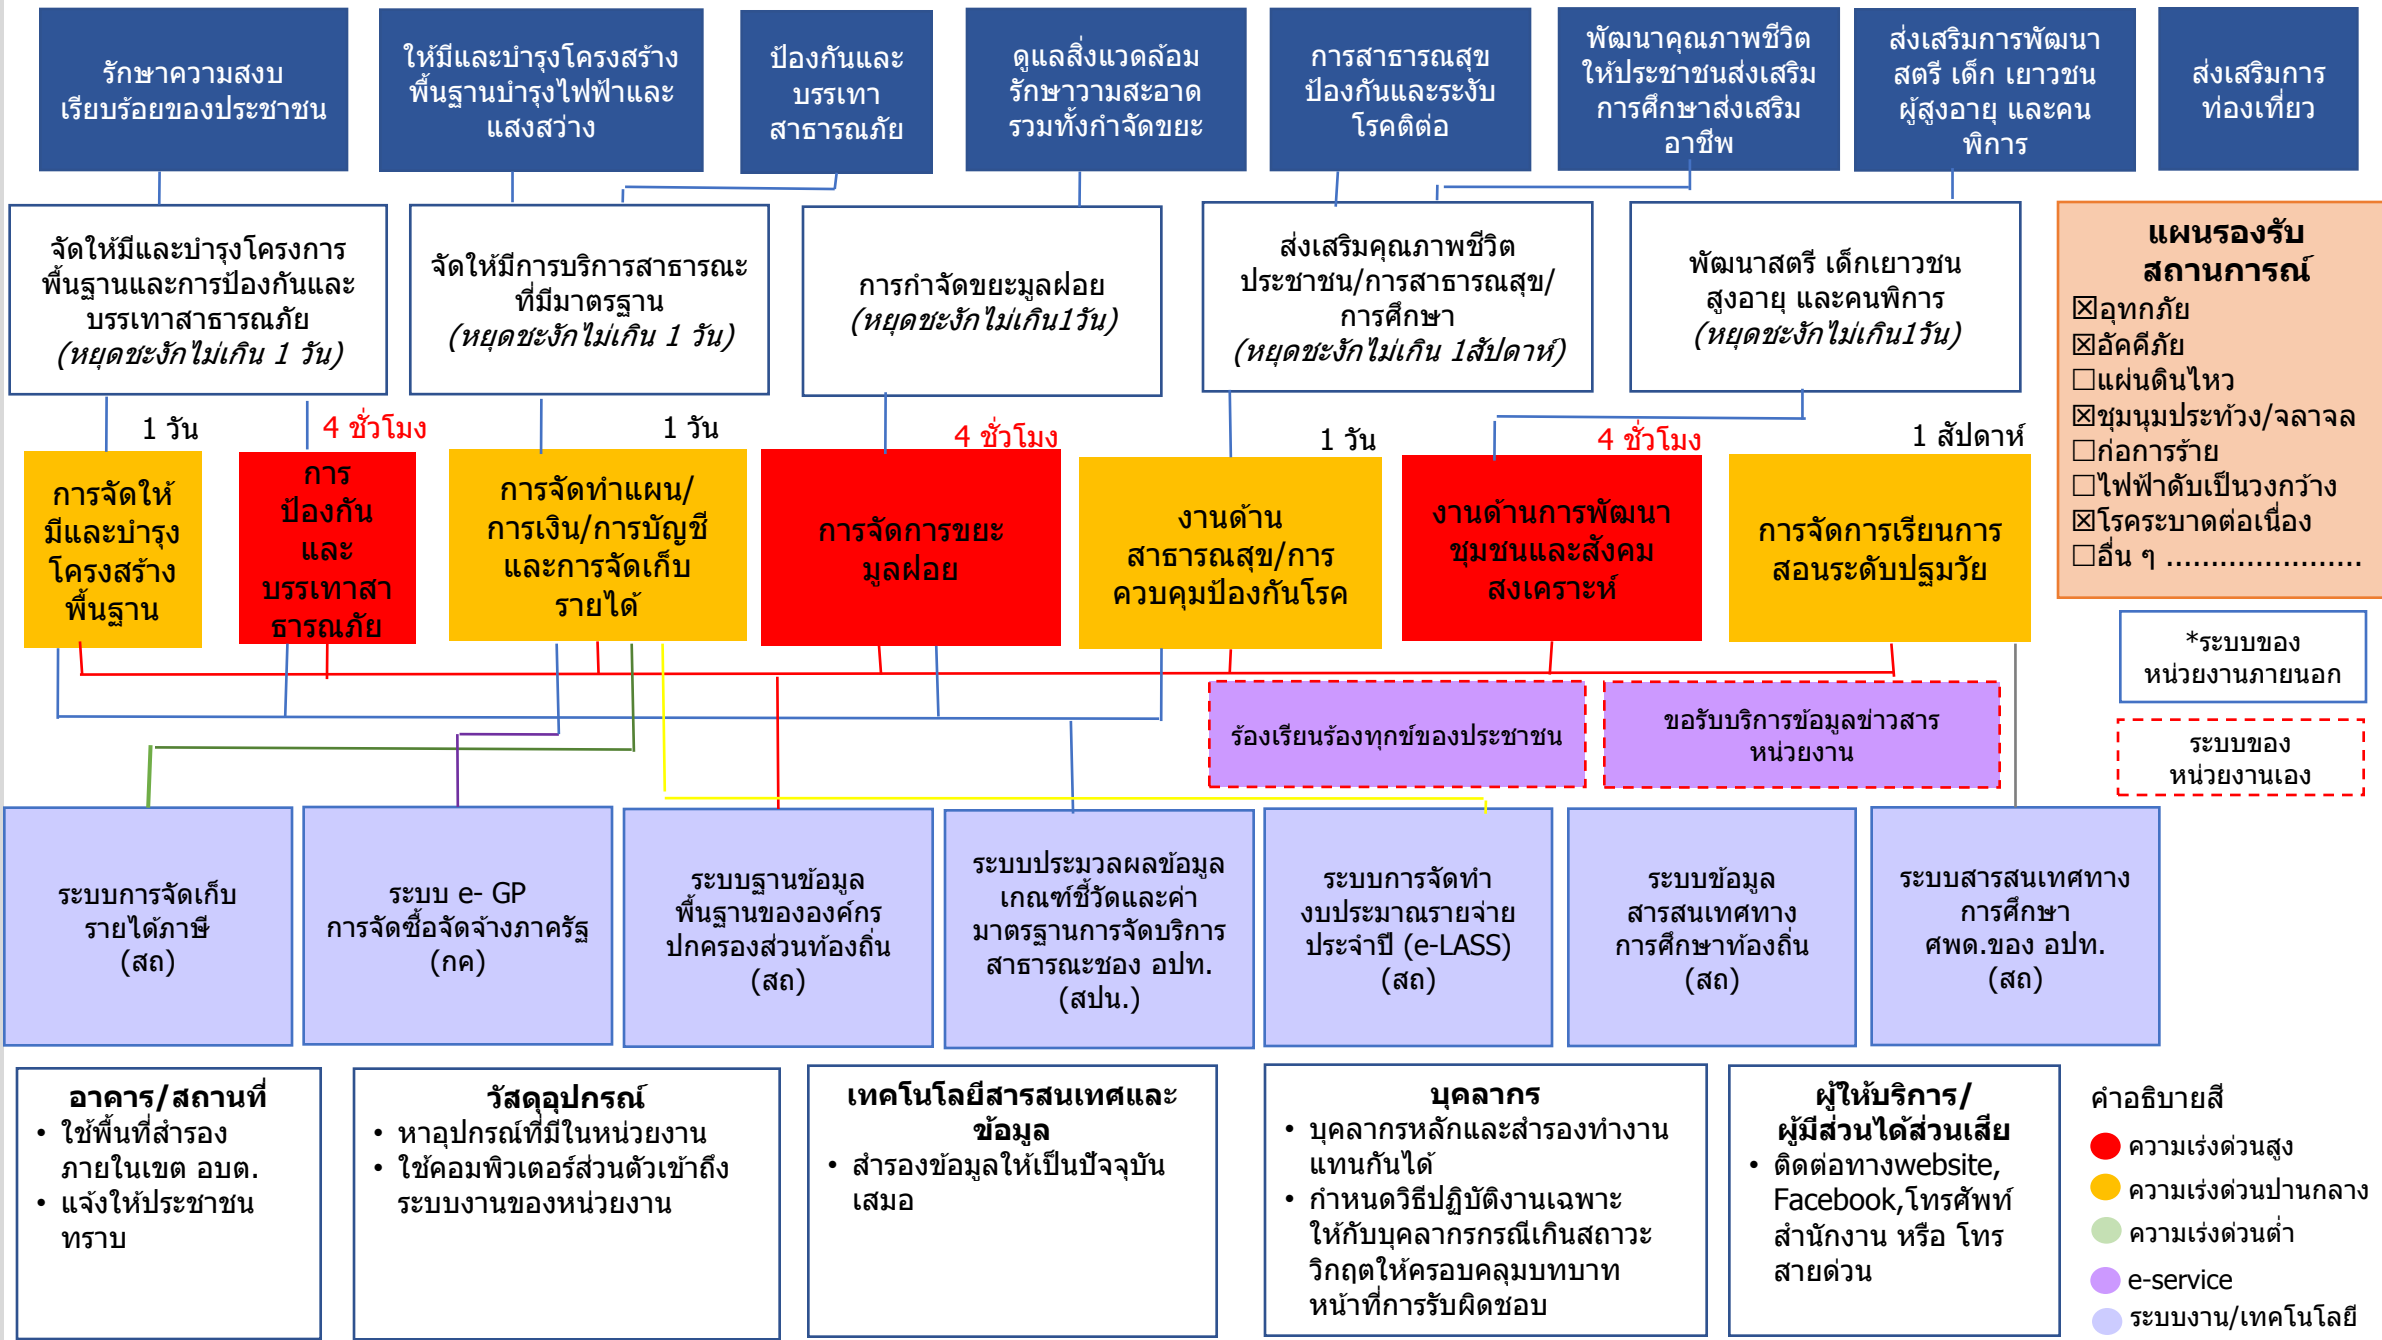 รักษาความสงบ
เรียบร้อยของประชาชน
ให้มีและบำรุงโครงสร้าง
พื้นฐานบำรุงไฟฟ้าและ
แสงสว่าง
ป้องกันและ
บรรเทา
สาธารณภัย
ดูแลสิ่งแวดล้อม
รักษาวามสะอาด
รวมทั้งกำจัดขยะ
การสาธารณสุข
ป้องกันและระงับ
โรคติต่อ
พัฒนาคุณภาพชีวิต
ให้ประชาชนส่งเสริม
การศึกษาส่งเสริม
อาชีพ
ส่งเสริมการพัฒนา
สตรี เด็ก เยาวชน
ผู้สูงอายุ และคน
พิการ
ส่งเสริมการ
ท่องเที่ยว
จัดให้มีและบำรุงโครงการ
พื้นฐานและการป้องกันและ
บรรเทาสาธารณภัย
(หยุดชะงักไม่เกิน 1 วัน)
จัดให้มีการบริการสาธารณะ
ที่มีมาตรฐาน
(หยุดชะงักไม่เกิน 1 วัน)
การกำจัดขยะมูลฝอย
(หยุดชะงักไม่เกิน1วัน)
ส่งเสริมคุณภาพชีวิต
ประชาชน/การสาธารณสุข/
การศึกษา
(หยุดชะงักไม่เกิน 1สัปดาห์)
พัฒนาสตรี เด็กเยาวชน
สูงอายุ และคนพิการ
(หยุดชะงักไม่เกิน1วัน)
แผนรองรับ
สถานการณ์
☒อุทกภัย
☒อัคคีภัย
☐แผ่นดินไหว
☒ชุมนุมประท้วง/จลาจล
☐ก่อการร้าย
☐ไฟฟ้าดับเป็นวงกว้าง
☒โรคระบาดต่อเนื่อง
☐อื่น ๆ ......................
1 วัน
4 ชั่วโมง
1 วัน
4 ชั่วโมง
1 วัน
4 ชั่วโมง
1 สัปดาห์
การจัดให้
มีและบำรุง
โครงสร้าง
พื้นฐาน
การ
ป้องกัน
และ
บรรเทาสา
ธารณภัย
การจัดทำแผน/
การเงิน/การบัญชี
และการจัดเก็บ
รายได้
การจัดการขยะ
มูลฝอย
งานด้าน
สาธารณสุข/การ
ควบคุมป้องกันโรค
งานด้านการพัฒนา
ชุมชนและสังคม
สงเคราะห์
การจัดการเรียนการ
สอนระดับปฐมวัย
*ระบบของ
หน่วยงานภายนอก
ระบบของ
หน่วยงานเอง
ร้องเรียนร้องทุกข์ของประชาชน
ขอรับบริการข้อมูลข่าวสาร
หน่วยงาน
ระบบการจัดเก็บ
รายได้ภาษี
(สถ)
ระบบ e- GP
การจัดซื้อจัดจ้างภาครัฐ
(กค)
ระบบฐานข้อมูล
พื้นฐานขององค์กร
ปกครองส่วนท้องถิ่น
(สถ)
ระบบประมวลผลข้อมูล
เกณฑ์ชี้วัดและค่า
มาตรฐานการจัดบริการ
สาธารณะชอง อปท.
(สปน.)
ระบบการจัดทำ
งบประมาณรายจ่าย
ประจำปี (e-LASS)
(สถ)
ระบบข้อมูล
สารสนเทศทาง
การศึกษาท้องถิ่น
(สถ)
ระบบสารสนเทศทาง
การศึกษา
ศพด.ของ อปท.
(สถ)
อาคาร/สถานที่
• ใช้พื้นที่สำรอง
ภายในเขต อบต.
• แจ้งให้ประชาชน
ทราบ
วัสดุอุปกรณ์
• หาอุปกรณ์ที่มีในหน่วยงาน
• ใช้คอมพิวเตอร์ส่วนตัวเข้าถึง
ระบบงานของหน่วยงาน
เทคโนโลยีสารสนเทศและ
ข้อมูล
• สำรองข้อมูลให้เป็นปัจจุบัน
เสมอ
บุคลากร
• บุคลากรหลักและสำรองทำงาน
แทนกันได้
• กำหนดวิธีปฏิบัติงานเฉพาะ
ให้กับบุคลากรกรณีเกินสถาวะ
วิกฤตให้ครอบคลุมบทบาท
หน้าที่การรับผิดชอบ
ผู้ให้บริการ/
ผู้มีส่วนได้ส่วนเสีย
• ติดต่อทางwebsite,
Facebook,โทรศัพท์
สำนักงาน หรือ โทร
สายด่วน
คำอธิบายสี
ความเร่งด่วนสูง
ความเร่งด่วนปานกลาง
ความเร่งด่วนต่ำ
e-service
ระบบงาน/เทคโนโลยี